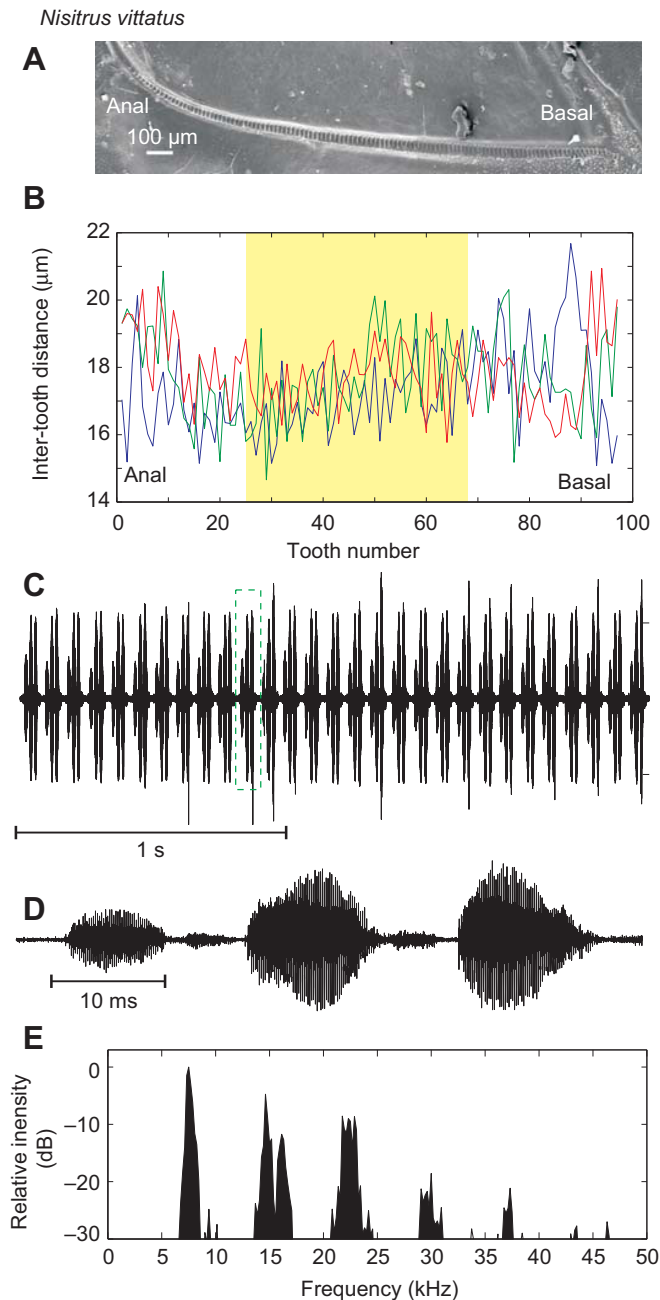 Nisitrus vittatus
A
Anal
Basal
100 µm
B
22
20
18
16
14
Inter-tooth distance (µm)
Anal
Basal
0 20 40 60 80 100
Tooth number
C
1 s
D
10 ms
E
0
–10
–20
–30
Relative inensity
(dB)
0 5 10 15 20 25 30 35 40 45 50
Frequency (kHz)